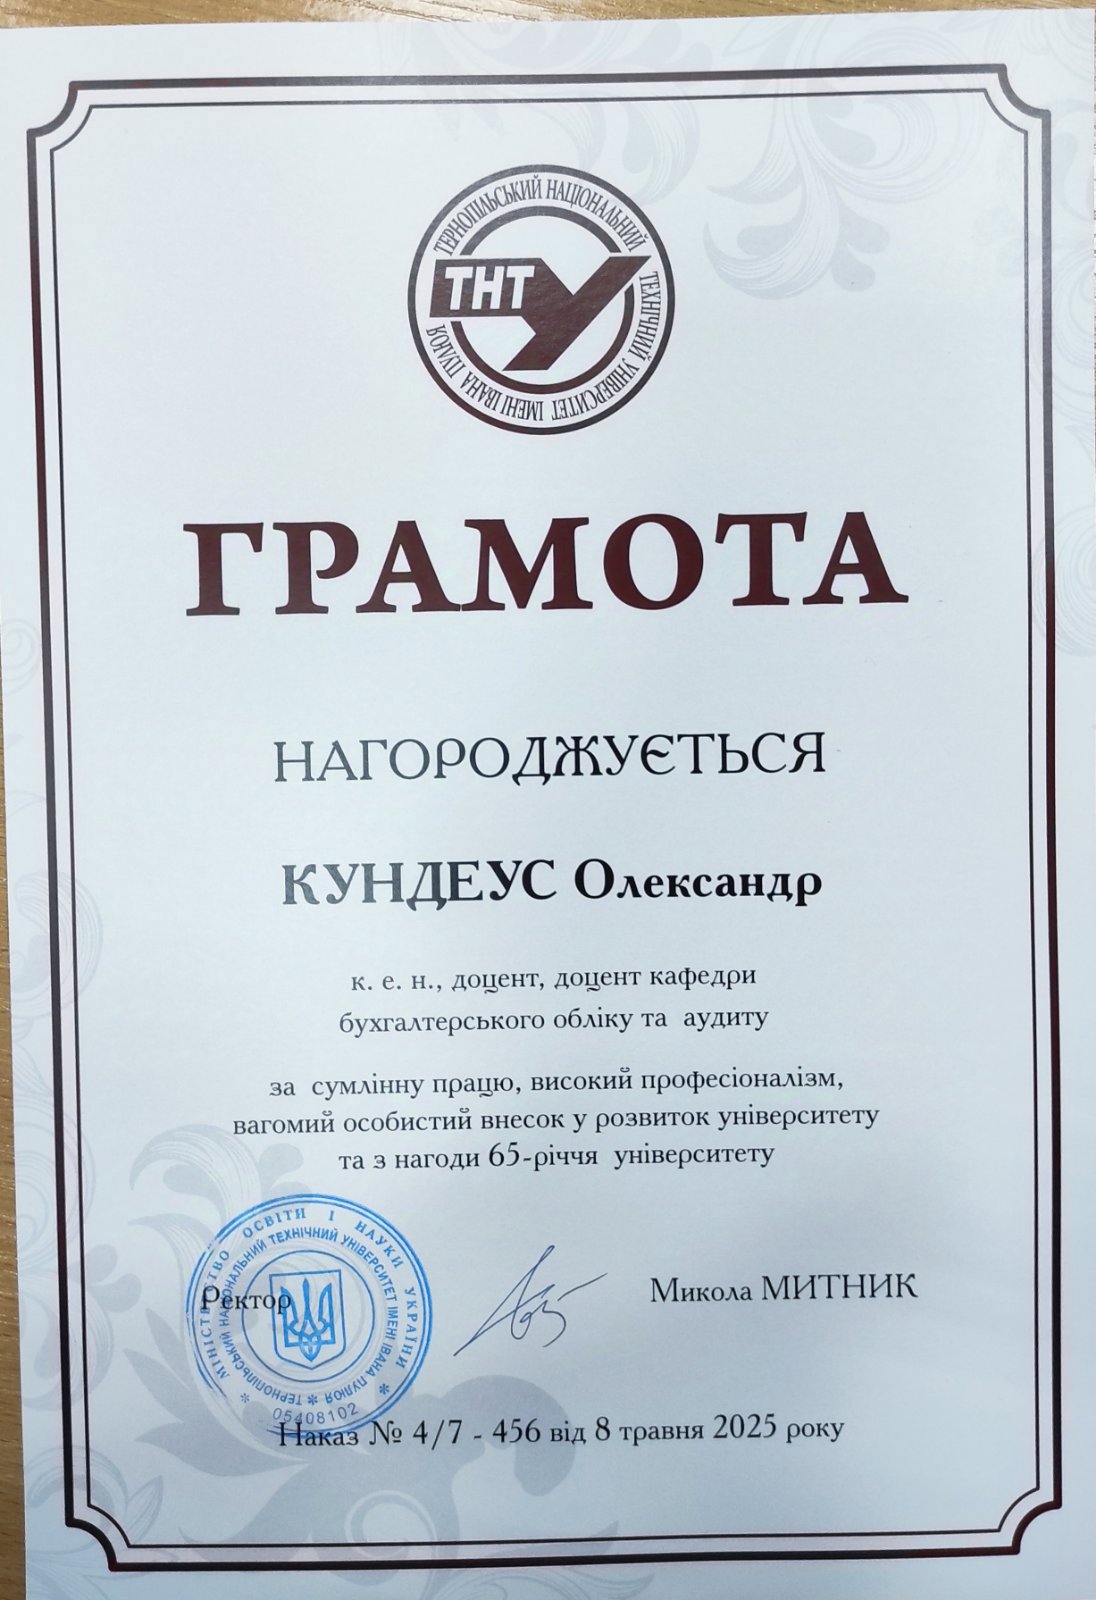 ТЕРНОПІЛЬСЬКИЙ НАЦІОНАЛЬНИЙ ТЕХНІЧНИЙ УНІВЕРСИТЕТ ІМЕНІ ІВАНА ПУЛЮЯ
ТНТУ
ГРАМОТА
НАГОРОДЖУЄТЬСЯ
КУНДЕУС Олександр
к. е. н., доцент, доцент кафедри
бухгалтерського обліку та аудиту
за сумлінну працю, високий професіоналізм,
вагомий особистий внесок у розвиток університету
та з нагоди 65-річчя університету
Ректор
Микола МИТНИК
МІНІСТЕРСТВО ОСВІТИ І НАУКИ УКРАЇНИ
ТЕРНОПІЛЬСЬКИЙ НАЦІОНАЛЬНИЙ ТЕХНІЧНИЙ УНІВЕРСИТЕТ ІМЕНІ ІВАНА ПУЛЮЯ
05408102
Наказ № 4/7 - 456 від 8 травня 2025 року